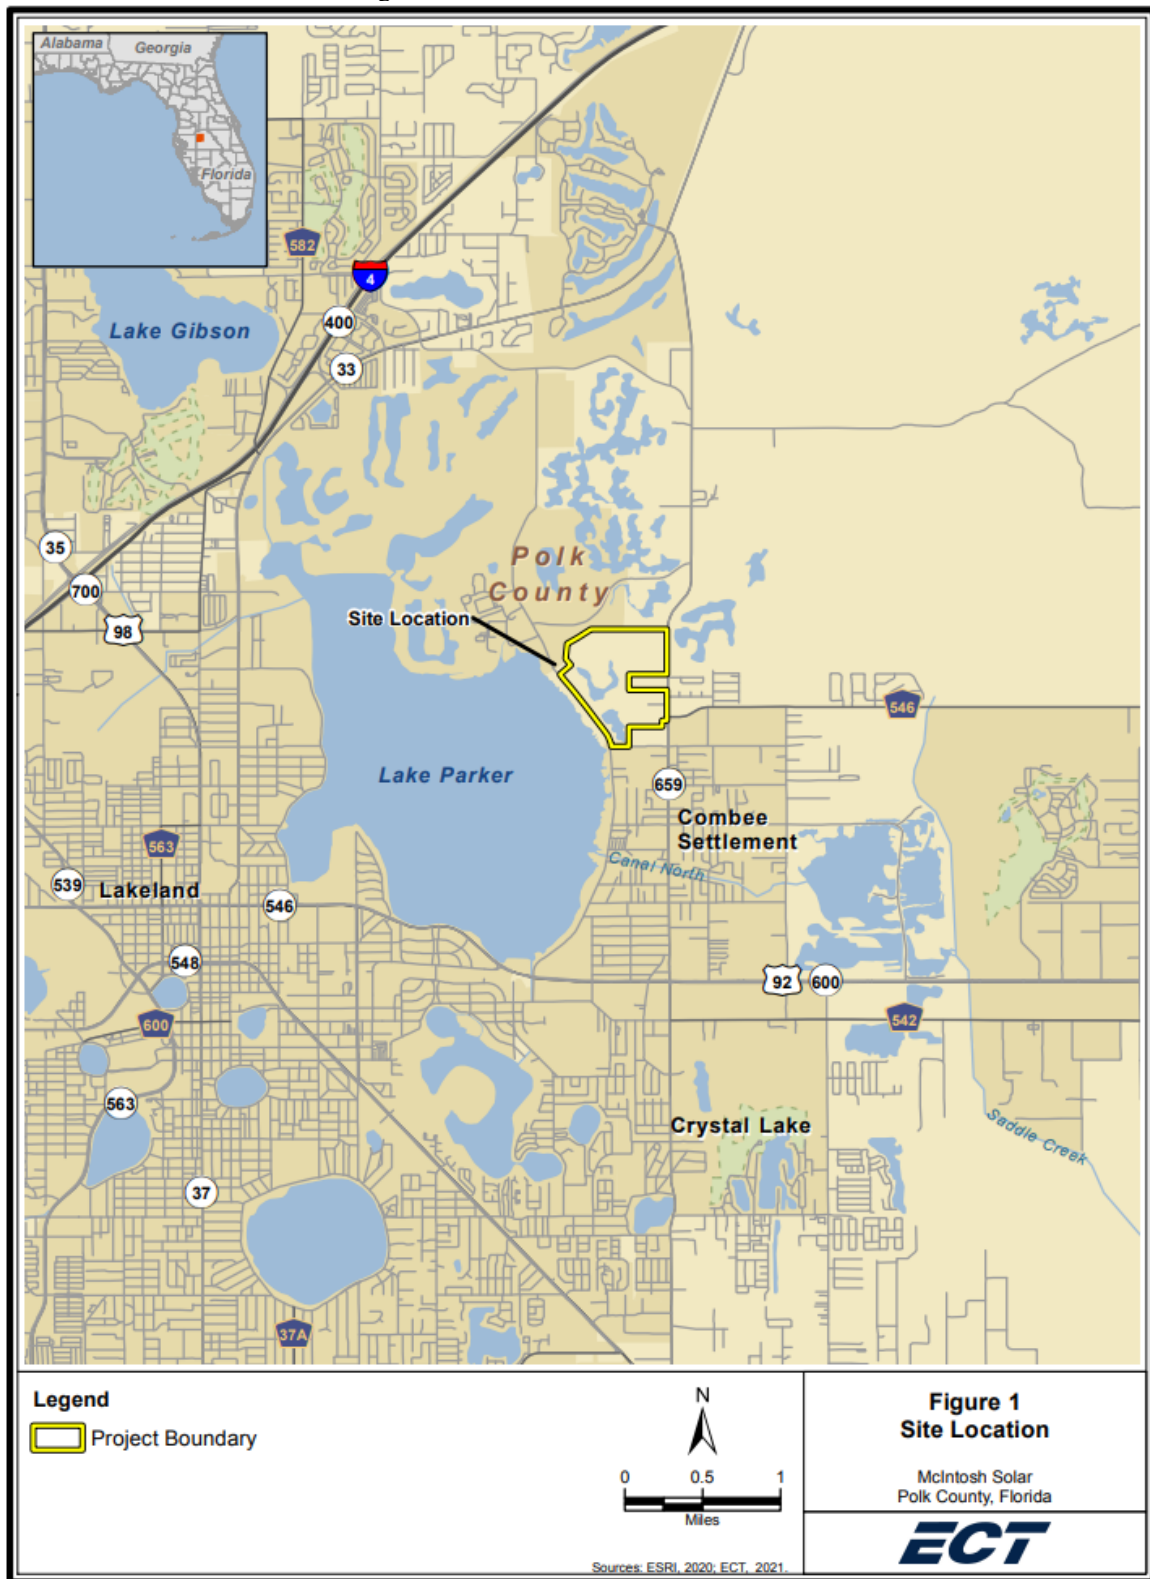 Alabama
Georgia
Florida
582
4
400
33
Lake Gibson
35
700
98
Polk
County
Site Location
546
Lake Parker
659
Combee
Settlement
563
Canal North
539
Lakeland
546
548
92
600
600
542
563
Crystal Lake
Saddle Creek
37
37A
Legend
Project Boundary
N
0 0.5 1
Miles
Sources: ESRI, 2020; ECT, 2021.
Figure 1
Site Location
McIntosh Solar
Polk County, Florida
ECT